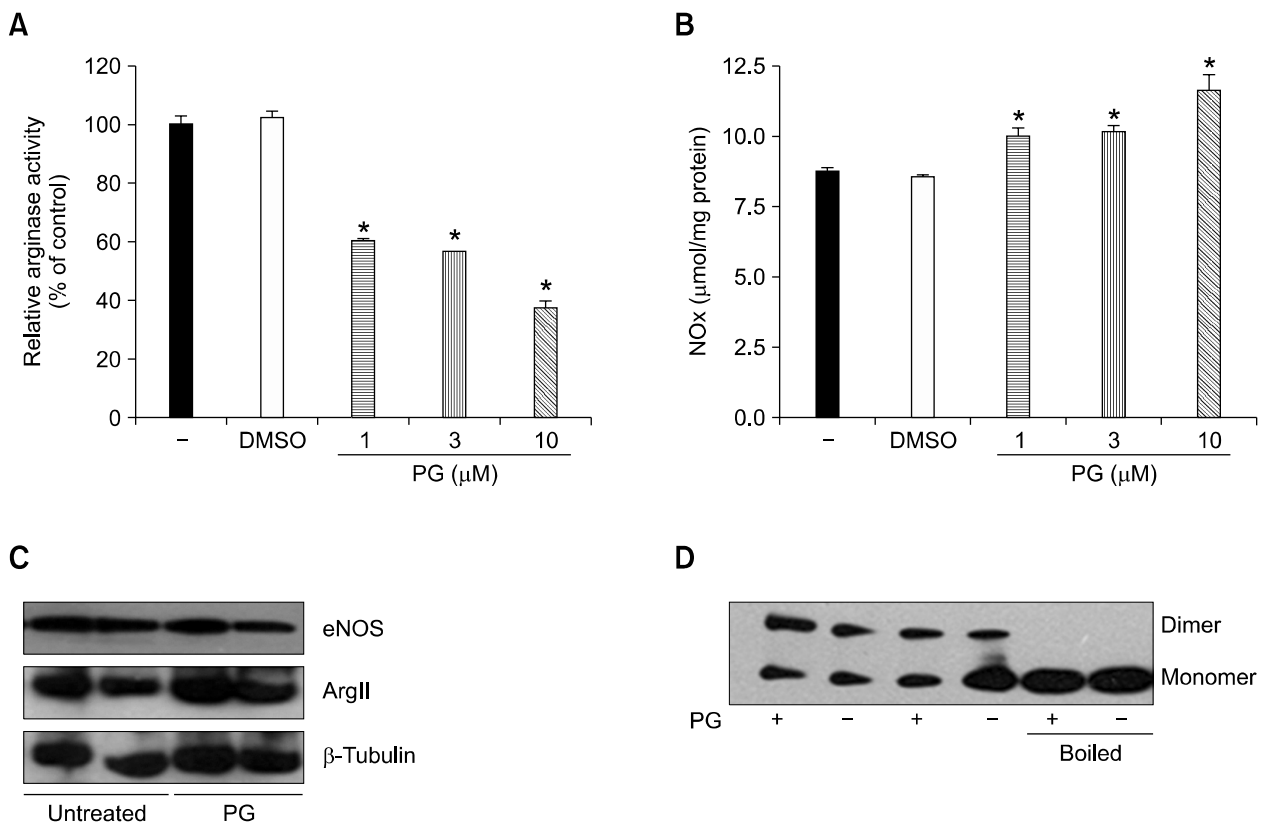 A
120
100
80
60
40
20
0
Relative arginase activity
(% of control)
*
*
*
–
DMSO
1
3
10
PG (μM)
B
12.5
10.0
7.5
5.0
2.5
0.0
NOx (μmol/mg protein)
*
*
*
–
DMSO
1
3
10
PG (μM)
C
eNOS
ArgII
β-Tubulin
Untreated
PG
D
Dimer
Monomer
PG + – + – + –
Boiled